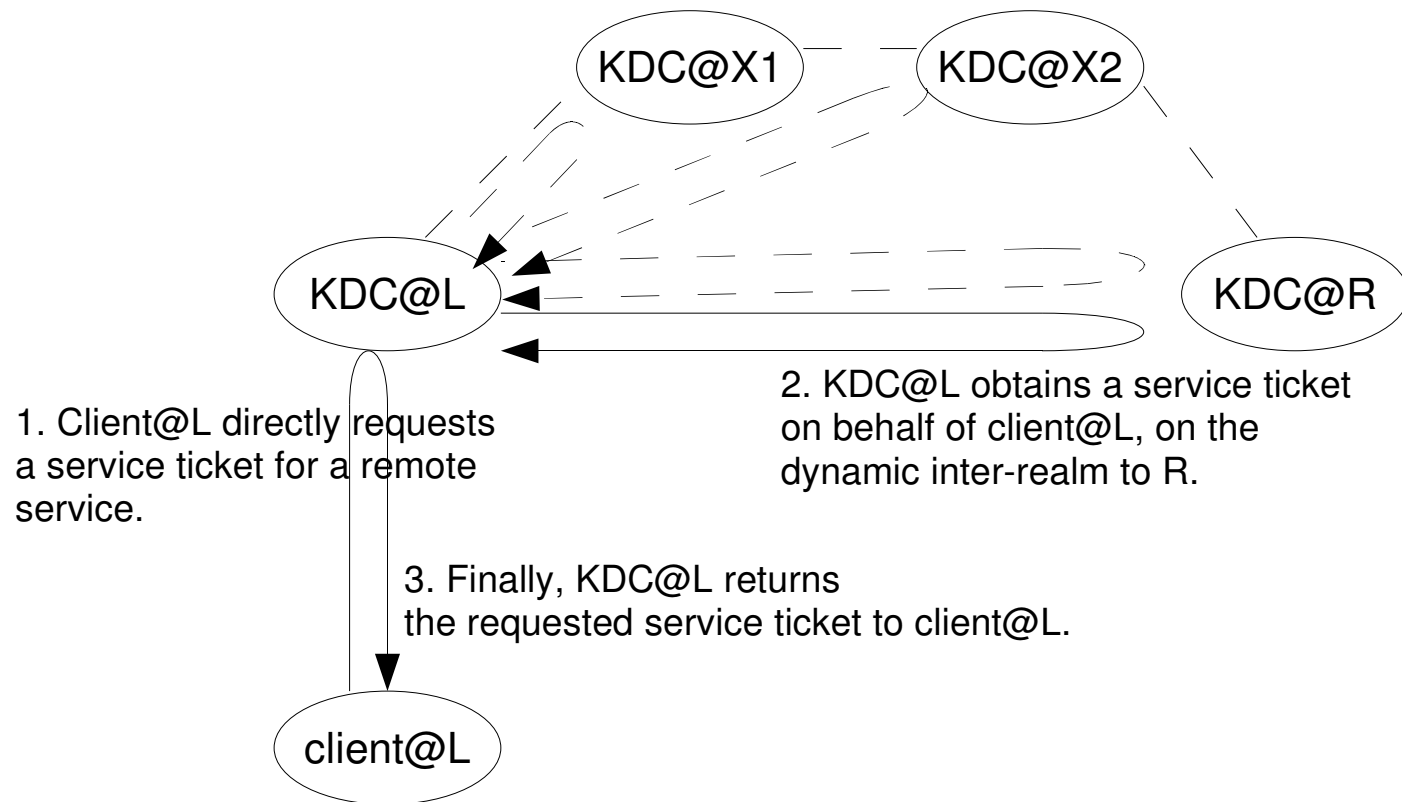 KDC@X1
KDC@X2
KDC@L
KDC@R
1. Client@L directly requests
a service ticket for a remote
service.
2. KDC@L obtains a service ticket
on behalf of client@L, on the
dynamic inter-realm to R.
3. Finally, KDC@L returns
the requested service ticket to client@L.
client@L